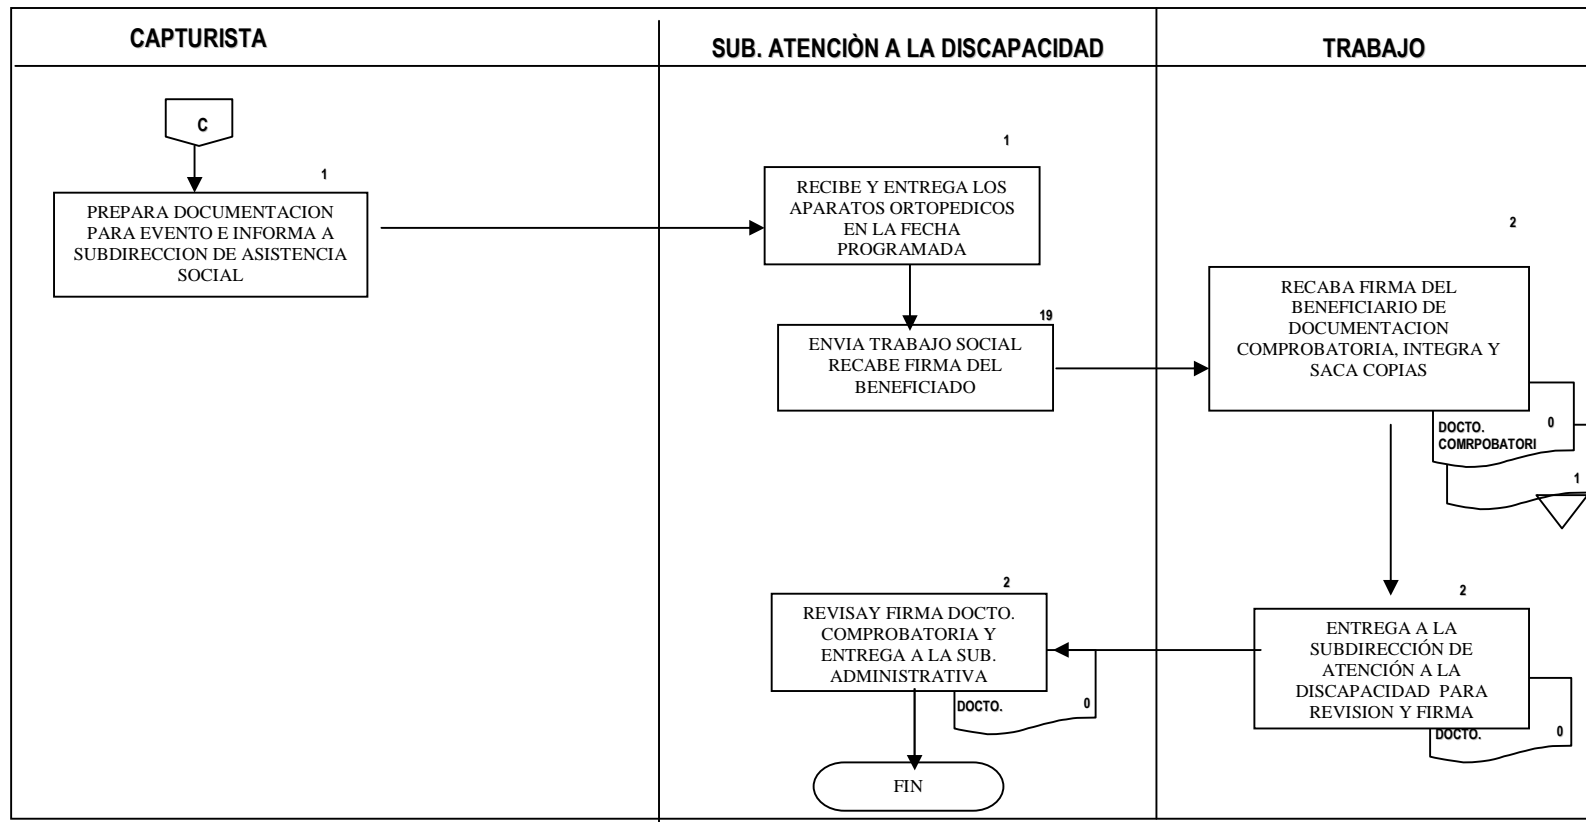 CAPTURISTA
SUB. ATENCIÒN A LA DISCAPACIDAD
TRABAJO
C
1
PREPARA DOCUMENTACION
PARA EVENTO E INFORMA A
SUBDIRECCION DE ASISTENCIA
SOCIAL
1
RECIBE Y ENTREGA LOS
APARATOS ORTOPEDICOS
EN LA FECHA
PROGRAMADA
19
ENVIA TRABAJO SOCIAL
RECABE FIRMA DEL
BENEFICIADO
2
RECABA FIRMA DEL
BENEFICIARIO DE
DOCUMENTACION
COMPROBATORIA, INTEGRA Y
SACA COPIAS
DOCTO. 0
COMRPOBATORI
1
2
ENTREGA A LA
SUBDIRECCIÓN DE
ATENCIÓN A LA
DISCAPACIDAD PARA
REVISION Y FIRMA
DOCTO. 0
2
REVISAY FIRMA DOCTO.
COMPROBATORIA Y
ENTREGA A LA SUB.
ADMINISTRATIVA
DOCTO. 0
FIN